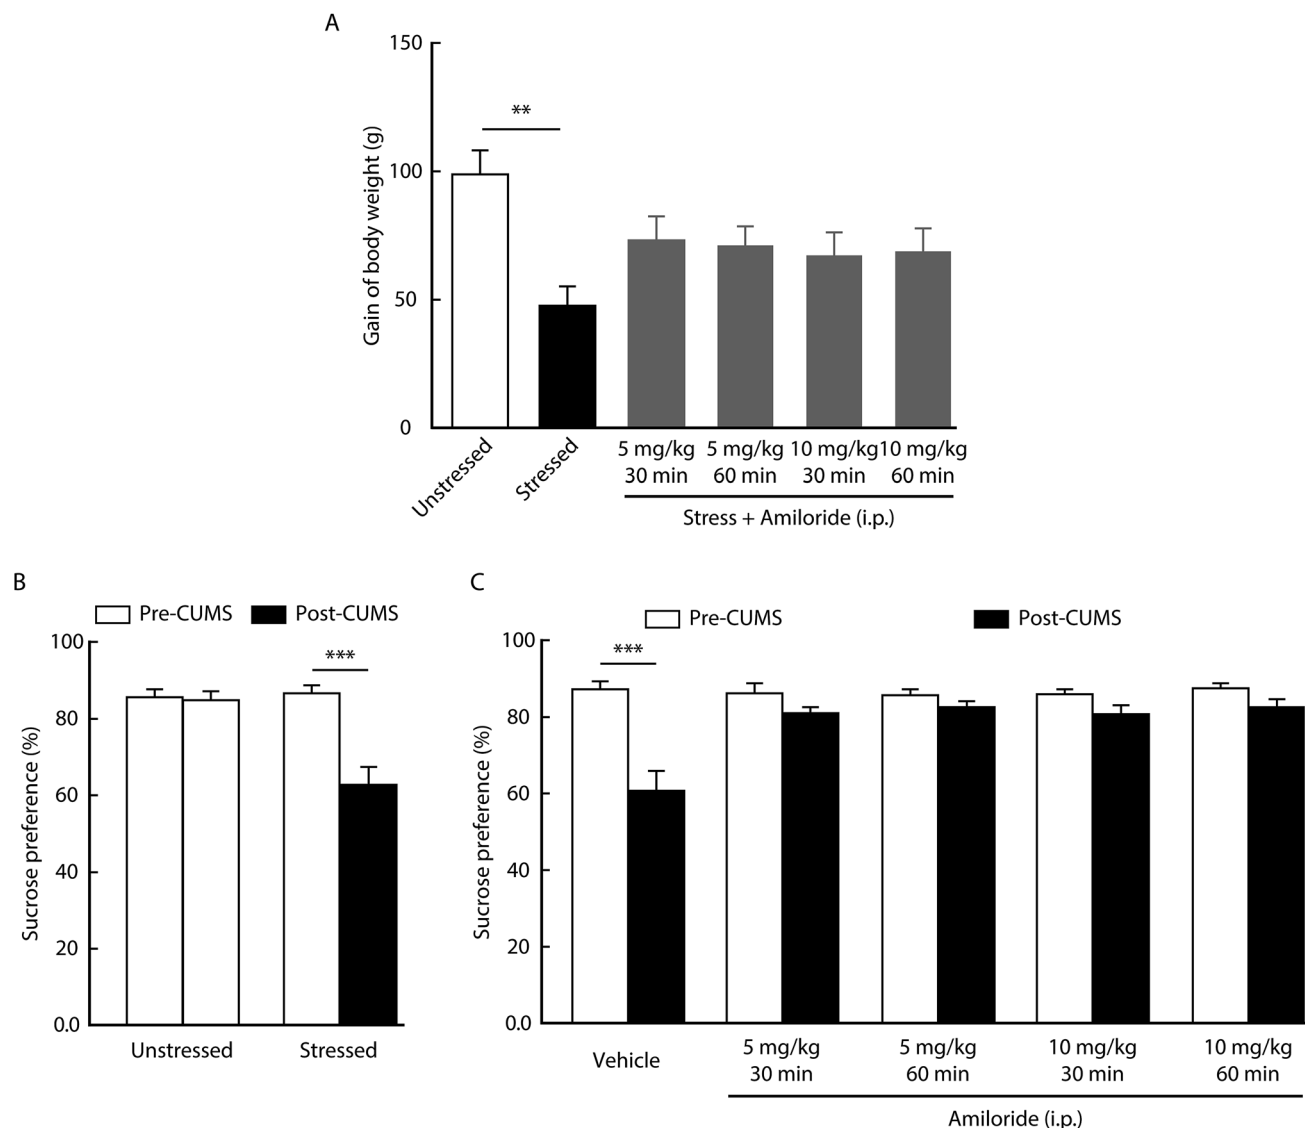 A
150
**
100
Gain of body weight (g)
50
0
Unstressed
Stressed
5 mg/kg 5 mg/kg 10 mg/kg 10 mg/kg
30 min 60 min 30 min 60 min
Stress + Amiloride (i.p.)
B
Pre-CUMS Post-CUMS
100
***
80
Sucrose preference (%)
60
40
20
0.0
Unstressed Stressed
C
Pre-CUMS Post-CUMS
100
***
80
Sucrose preference (%)
60
40
20
0.0
Vehicle
5 mg/kg 5 mg/kg 10 mg/kg 10 mg/kg
30 min 60 min 30 min 60 min
Amiloride (i.p.)